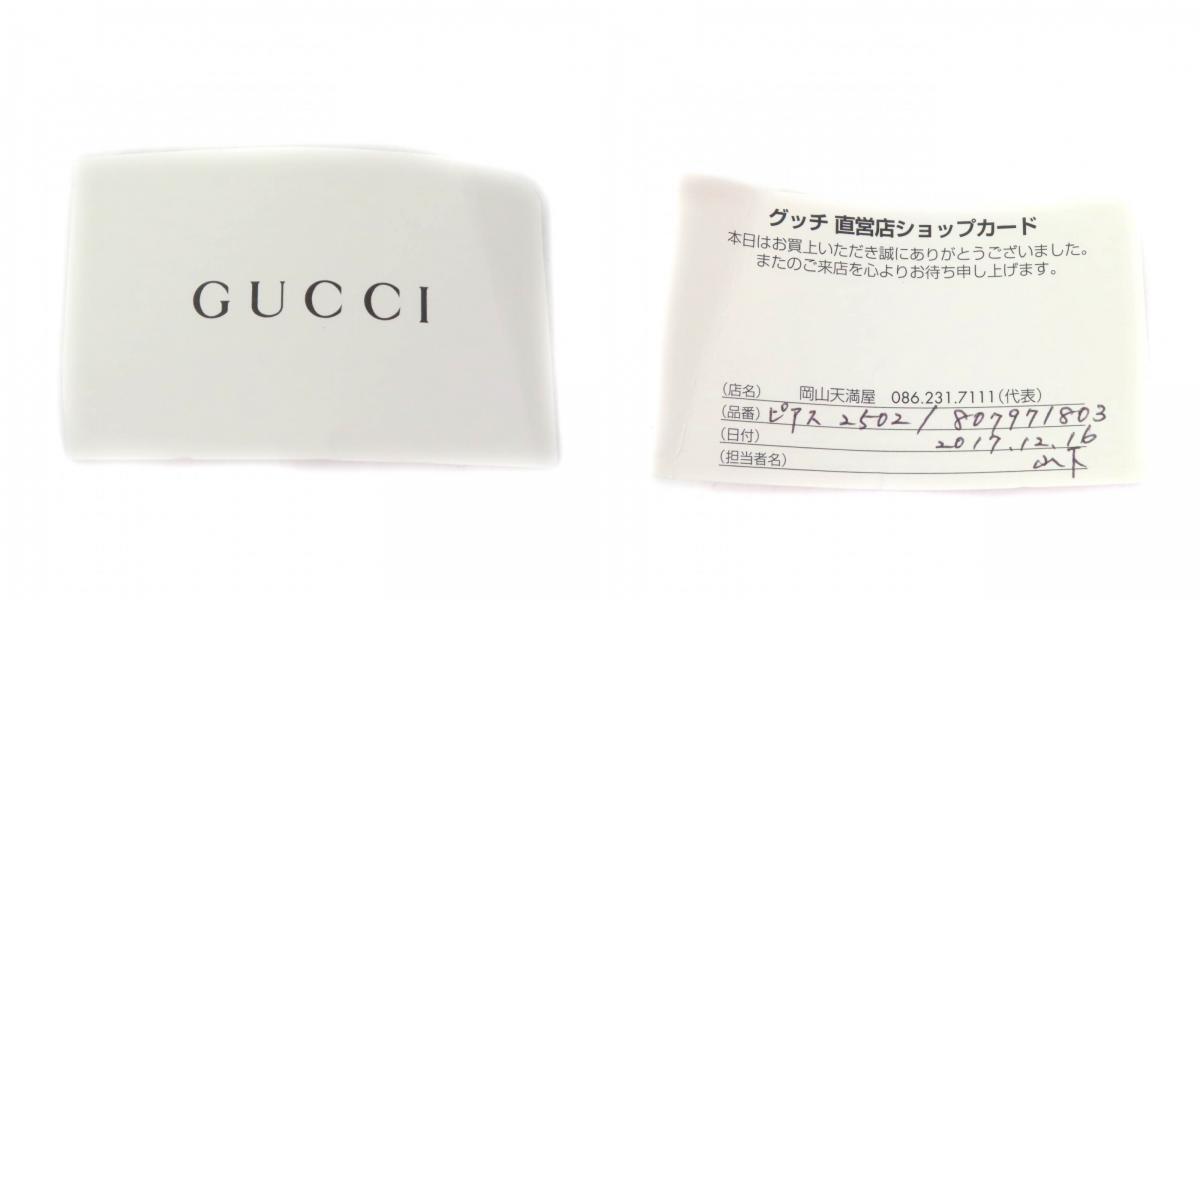 GUCCI
グッチ 直営店ショップカード
本日はお買上いただき誠にありがとうございました。
またのご来店を心よりお待ち申し上げます。
(店名) 岡山天満屋 086.231.7111(代表)
(品番) ピアス 2502 / 807971803
(日付) 2017.12.16
(担当者名) 山下